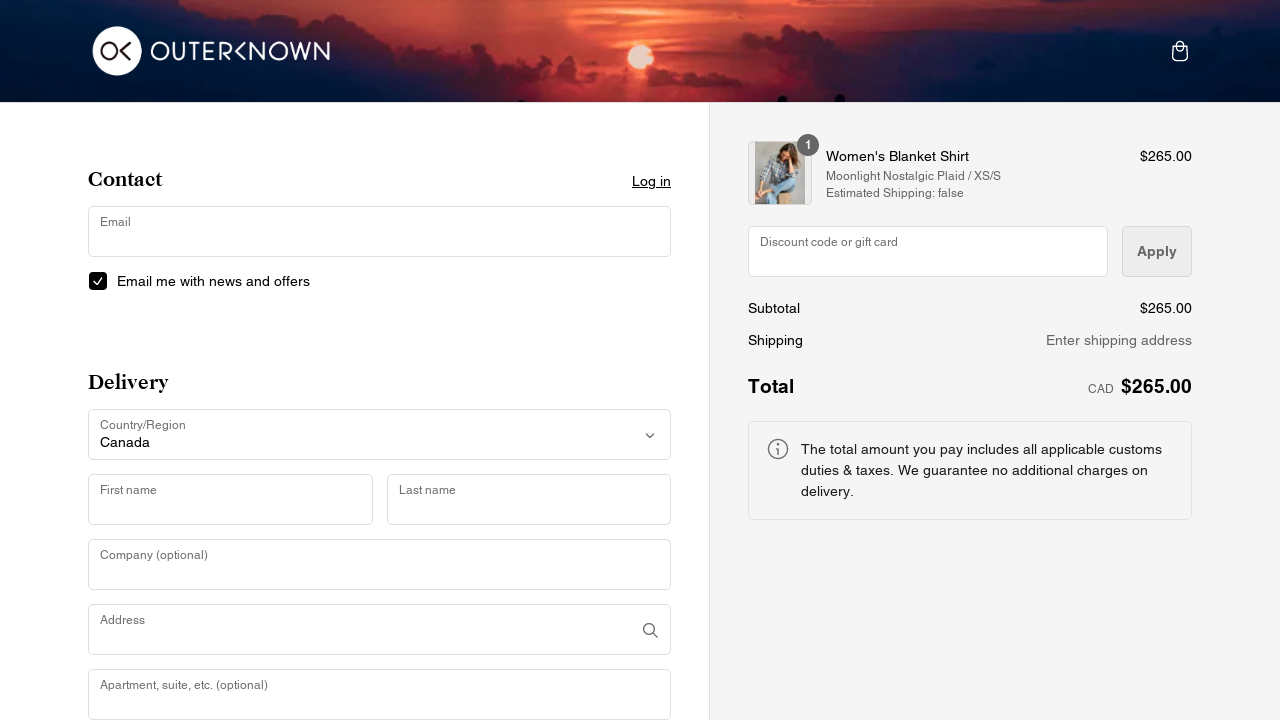 OK OUTERKNOWN
Contact
Log in
Email
Email me with news and offers
Delivery
Country/Region
Canada
First name
Last name
Company (optional)
Address
Apartment, suite, etc. (optional)
1
Women's Blanket Shirt
$265.00
Moonlight Nostalgic Plaid / XS/S
Estimated Shipping: false
Discount code or gift card
Apply
Subtotal
$265.00
Shipping
Enter shipping address
Total
CAD $265.00
The total amount you pay includes all applicable customs
duties & taxes. We guarantee no additional charges on
delivery.